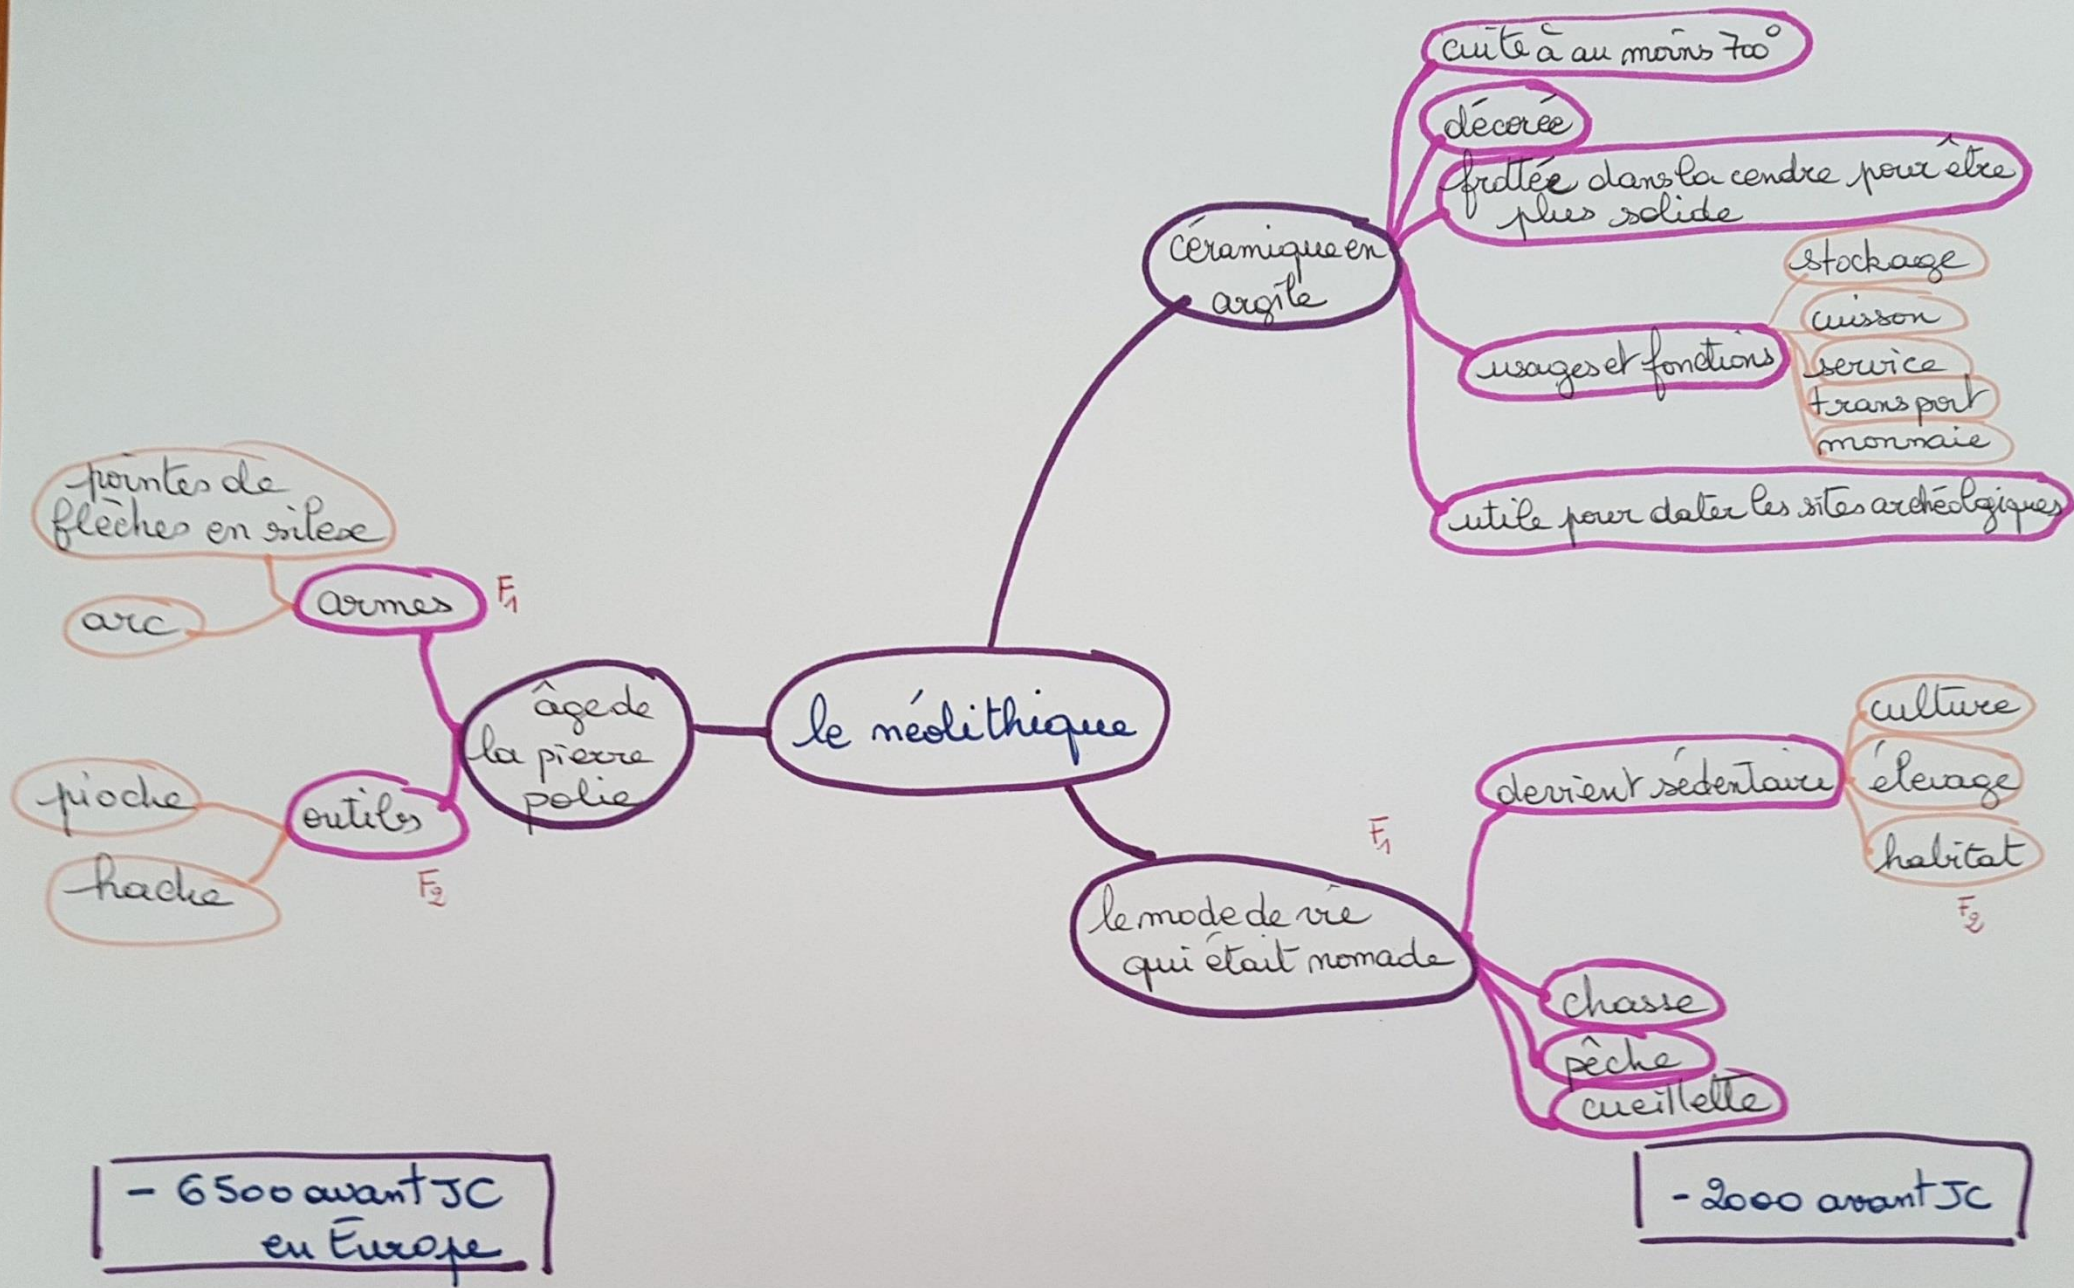 cuite à au moins 700°
décorée
frottée dans la cendre pour être
plus solide
céramique en
argile
stockage
cuisson
usages et fonctions
service
transport
monnaie
utile pour dater les sites archéologiques
pointes de
flèches en silex
armes
F1
arc
âge de
la pierre
polie
le néolithique
pioche
outils
hache
F2
culture
devient sédentaire
élevage
habitat
F2
F1
le mode de vie
qui était nomade
chasse
pêche
cueillette
- 6500 avant JC
en Europe
- 2000 avant JC